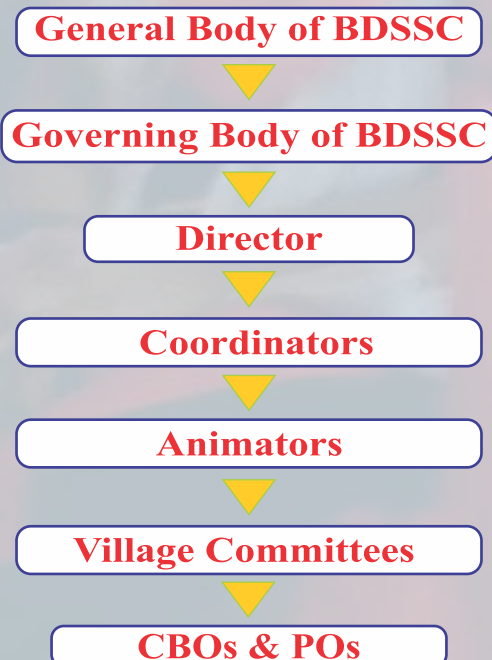 General Body of BDSSC
Governing Body of BDSSC
Director
Coordinators
Animators
Village Committees
CBOs & POs